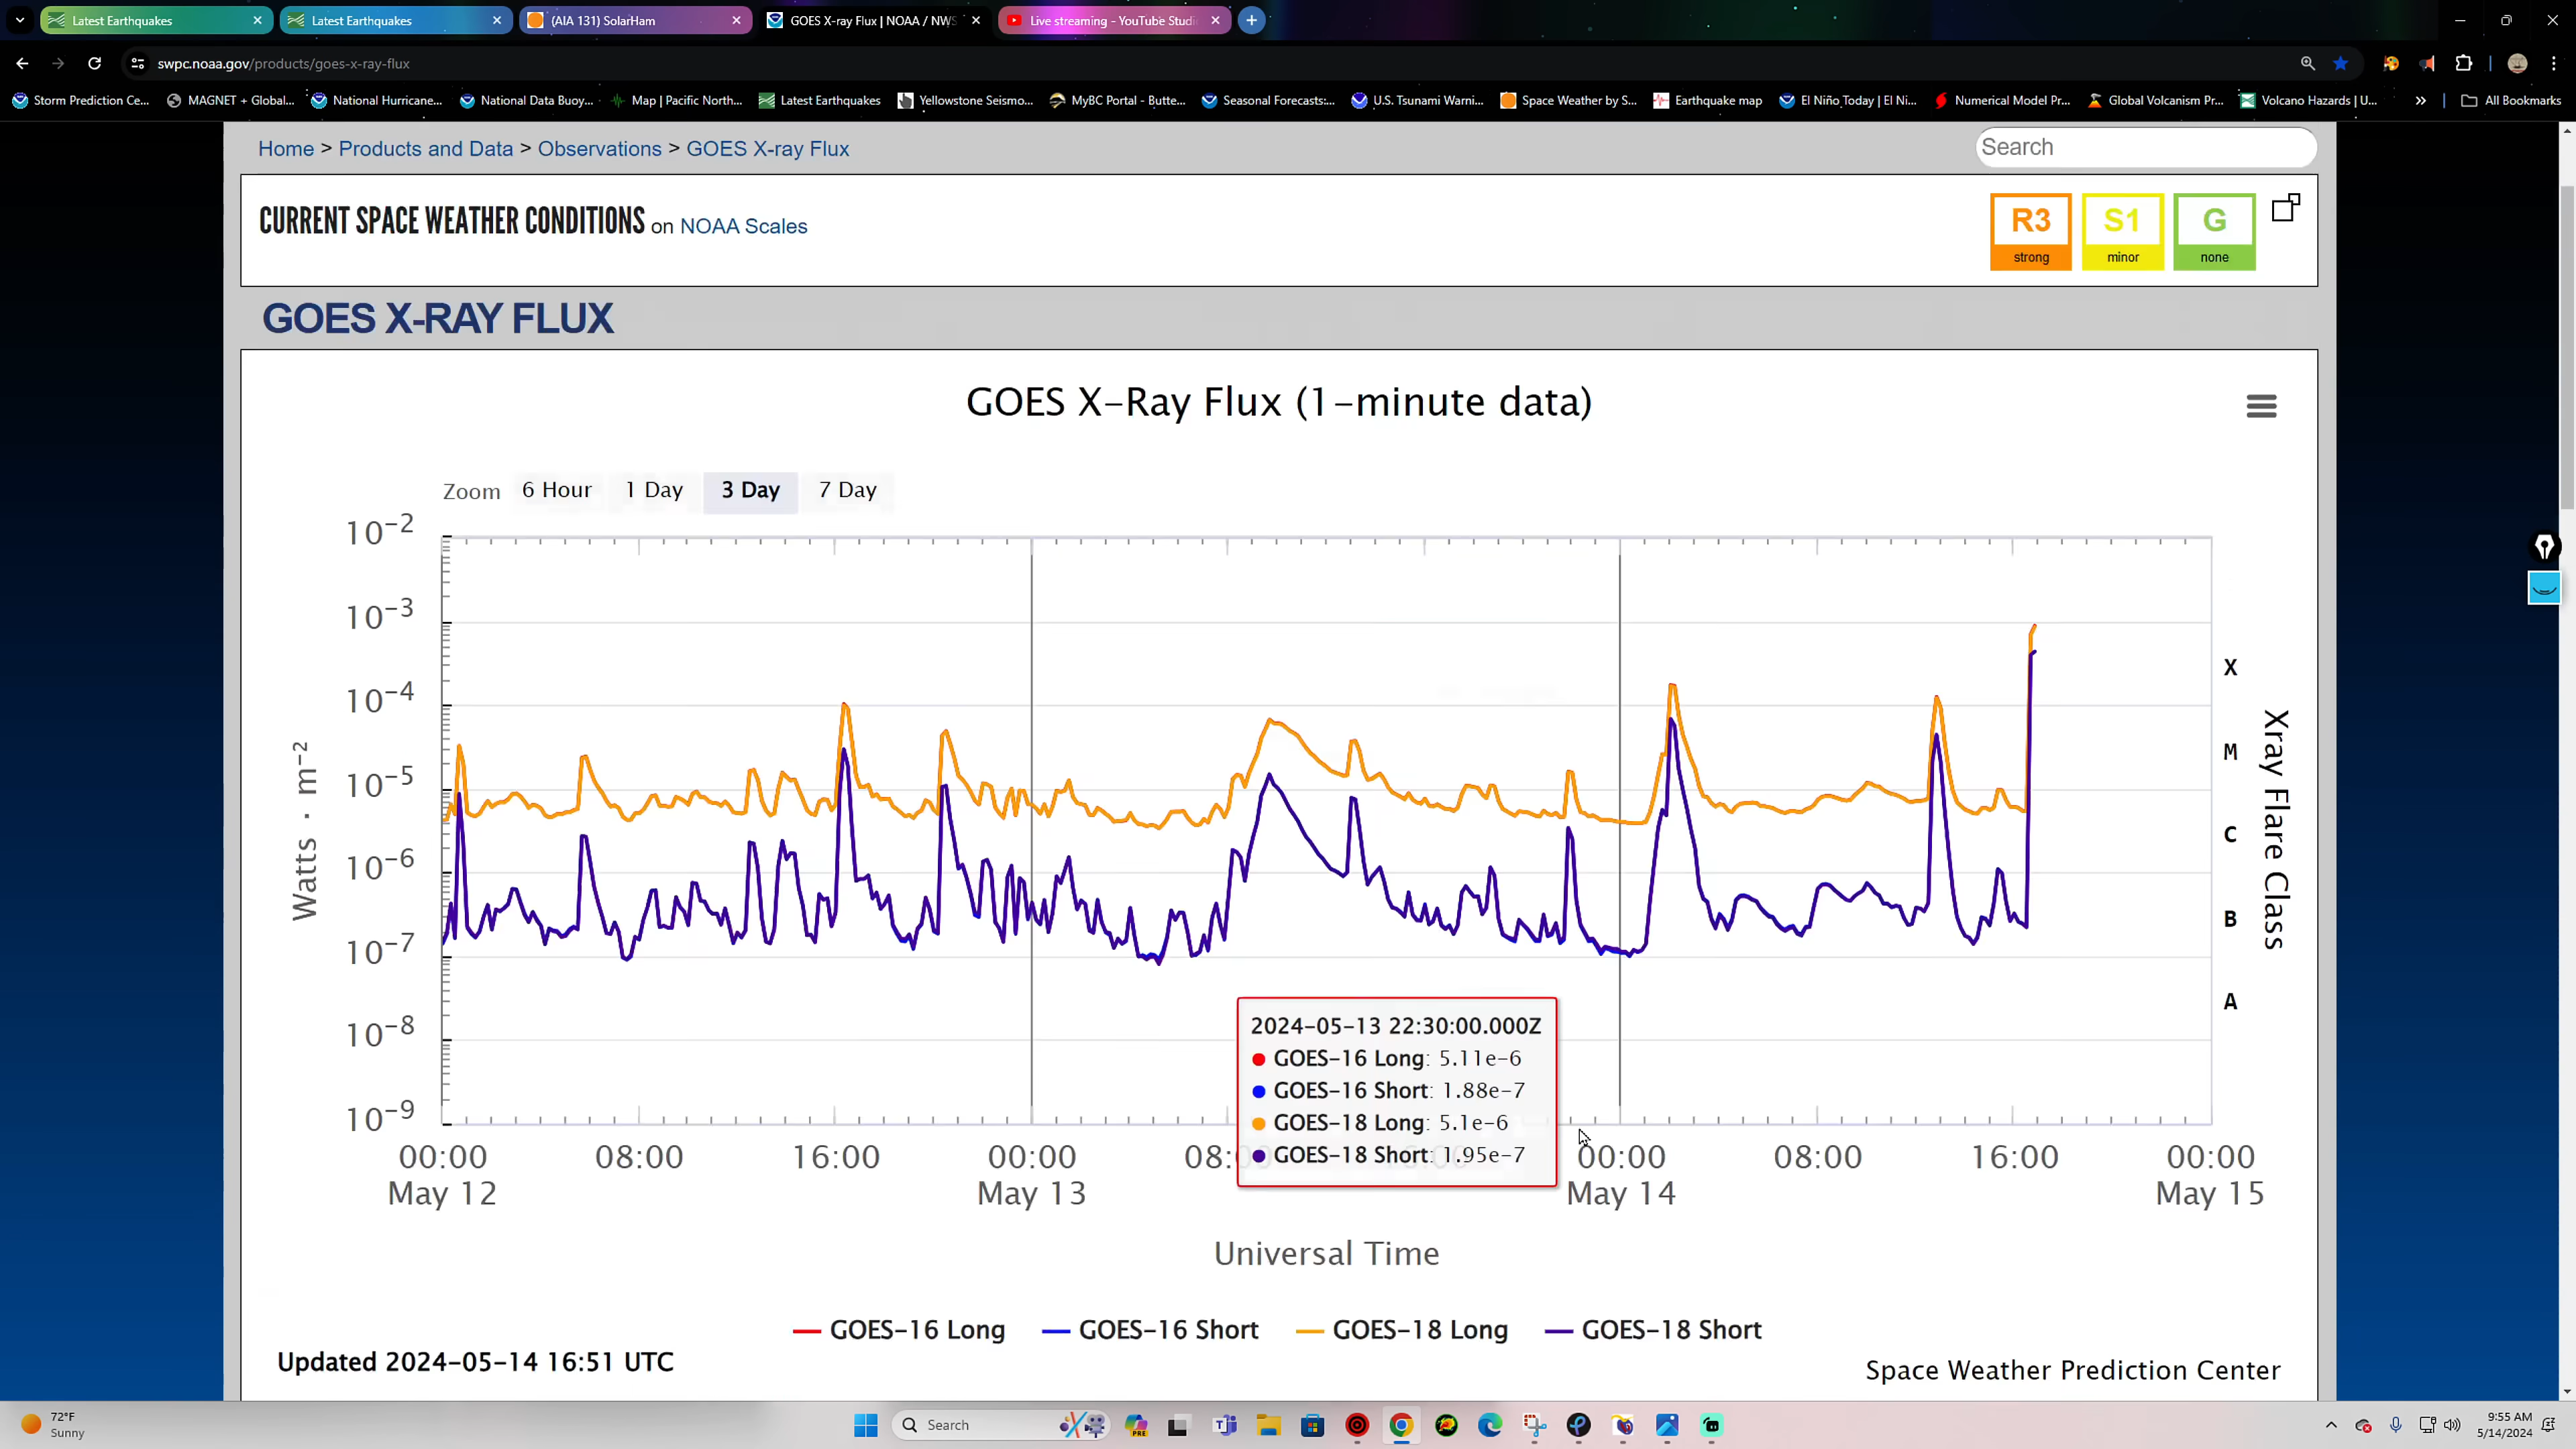 Latest Earthquakes
Latest Earthquakes
(AIA 131) SolarHam
GOES X-ray Flux | NOAA / NWS
Live streaming - YouTube Studi
swpc.noaa.gov/products/goes-x-ray-flux
Storm Prediction Ce...
MAGNET + Global...
National Hurricane...
National Data Buoy...
Map | Pacific North...
Latest Earthquakes
Yellowstone Seismo...
MyBC Portal - Butte...
Seasonal Forecasts:...
U.S. Tsunami Warni...
Space Weather by S...
Earthquake map
El Niño Today | El Ni...
Numerical Model Pr...
Global Volcanism Pr...
Volcano Hazards | U...
All Bookmarks
Home > Products and Data > Observations > GOES X-ray Flux
Search
CURRENT SPACE WEATHER CONDITIONS on NOAA Scales
R3
strong
S1
minor
G
none
GOES X-RAY FLUX
GOES X-Ray Flux (1-minute data)
Zoom 6 Hour 1 Day 3 Day 7 Day
10⁻²
10⁻³
10⁻⁴
10⁻⁵
10⁻⁶
10⁻⁷
10⁻⁸
10⁻⁹
Watts · m⁻²
X
M
C
B
A
Xray Flare Class
2024-05-13 22:30:00.000Z
GOES-16 Long: 5.11e-6
GOES-16 Short: 1.88e-7
GOES-18 Long: 5.1e-6
GOES-18 Short: 1.95e-7
00:00 08:00 16:00 00:00 08:0 00:00 08:00 16:00 00:00
May 12 May 13 May 14 May 15
Universal Time
GOES-16 Long GOES-16 Short GOES-18 Long GOES-18 Short
Updated 2024-05-14 16:51 UTC
Space Weather Prediction Center
72°F
Sunny
Search
PRE
9:55 AM
5/14/2024